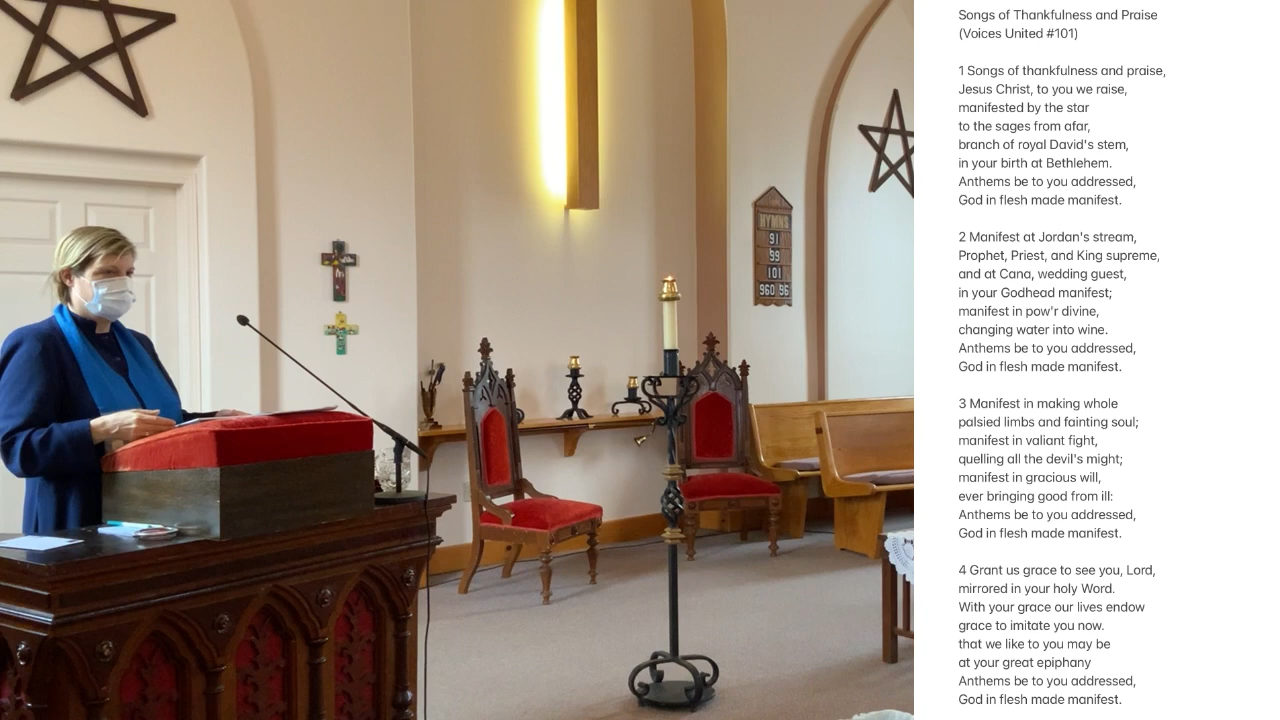 HYMNS
91
99
101
960 96
Songs of Thankfulness and Praise
(Voices United #101)
1 Songs of thankfulness and praise,
Jesus Christ, to you we raise,
manifested by the star
to the sages from afar,
branch of royal David's stem,
in your birth at Bethlehem.
Anthems be to you addressed,
God in flesh made manifest.
2 Manifest at Jordan's stream,
Prophet, Priest, and King supreme,
and at Cana, wedding guest,
in your Godhead manifest;
manifest in pow'r divine,
changing water into wine.
Anthems be to you addressed,
God in flesh made manifest.
3 Manifest in making whole
palsied limbs and fainting soul;
manifest in valiant fight,
quelling all the devil's might;
manifest in gracious will,
ever bringing good from ill:
Anthems be to you addressed,
God in flesh made manifest.
4 Grant us grace to see you, Lord,
mirrored in your holy Word.
With your grace our lives endow
grace to imitate you now.
that we like to you may be
at your great epiphany
Anthems be to you addressed,
God in flesh made manifest.